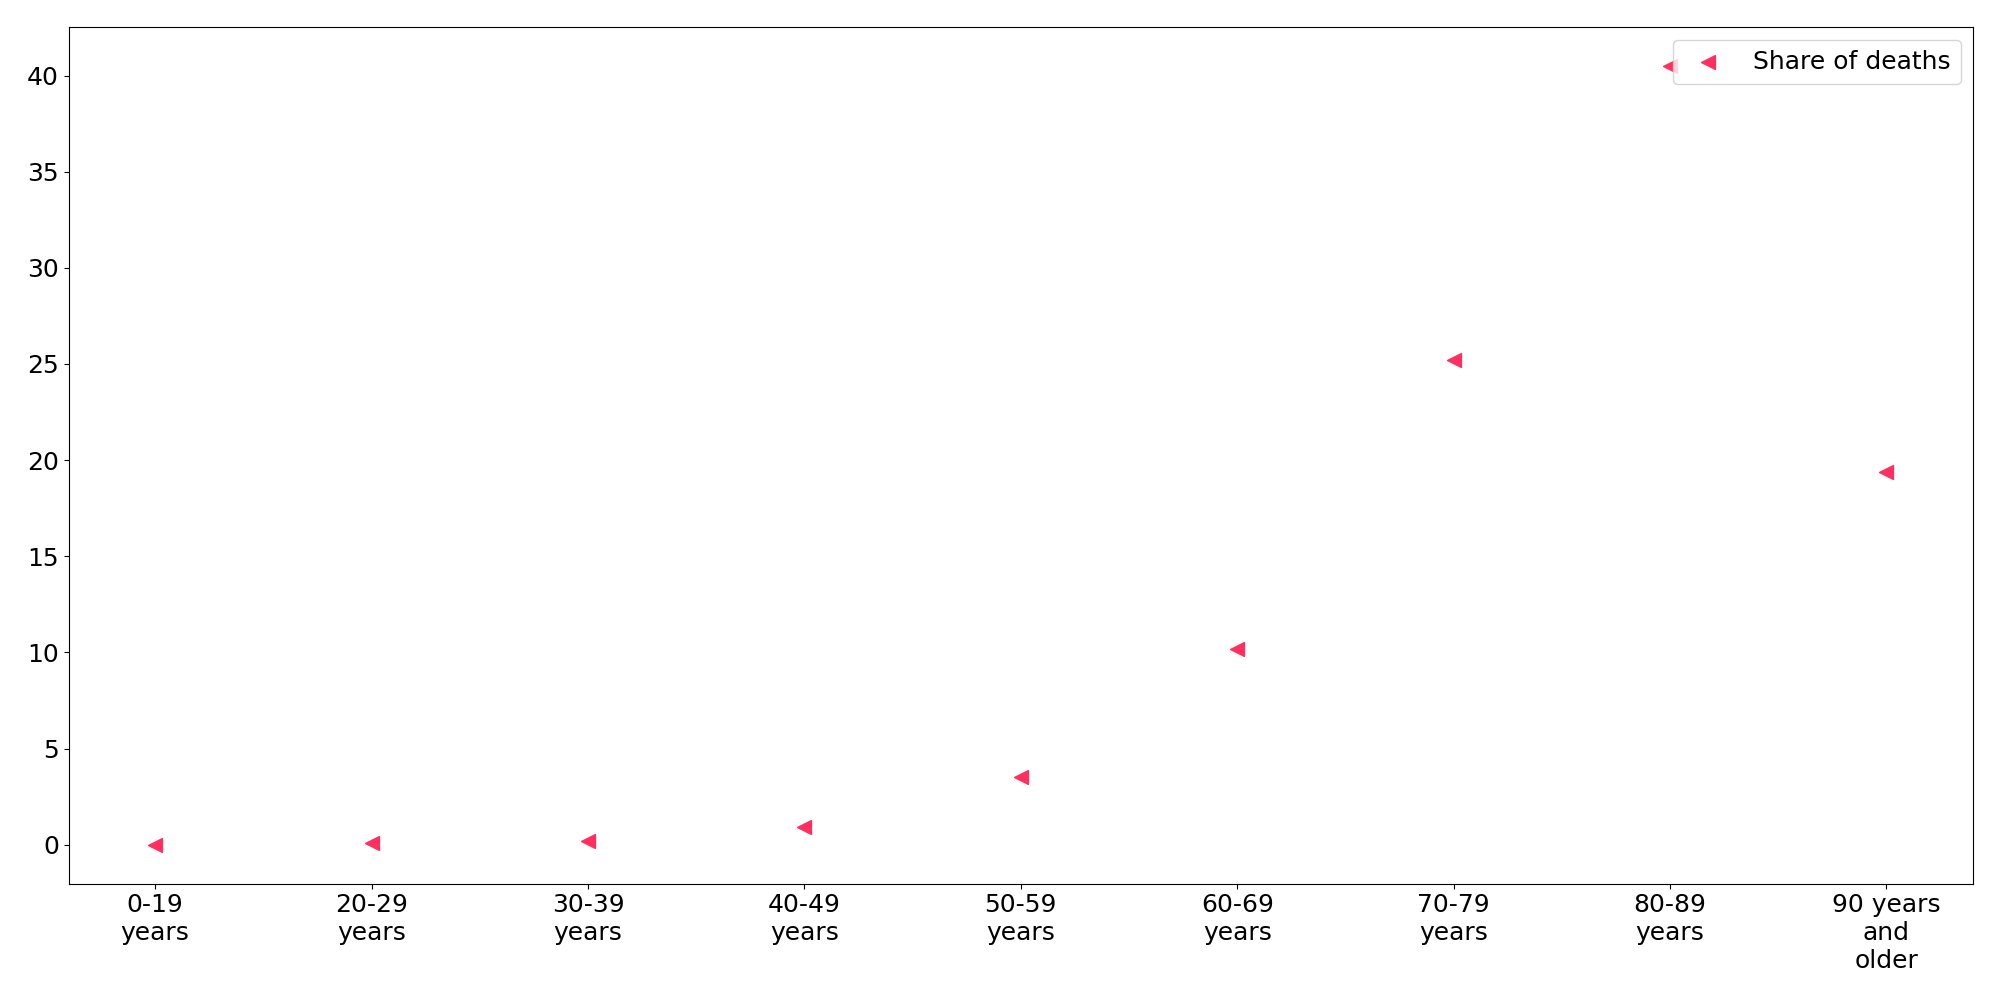 Share of deaths
40
35
30
25
20
15
10
5
0
0-19
years
20-29
years
30-39
years
40-49
years
50-59
years
60-69
years
70-79
years
80-89
years
90 years
and
older